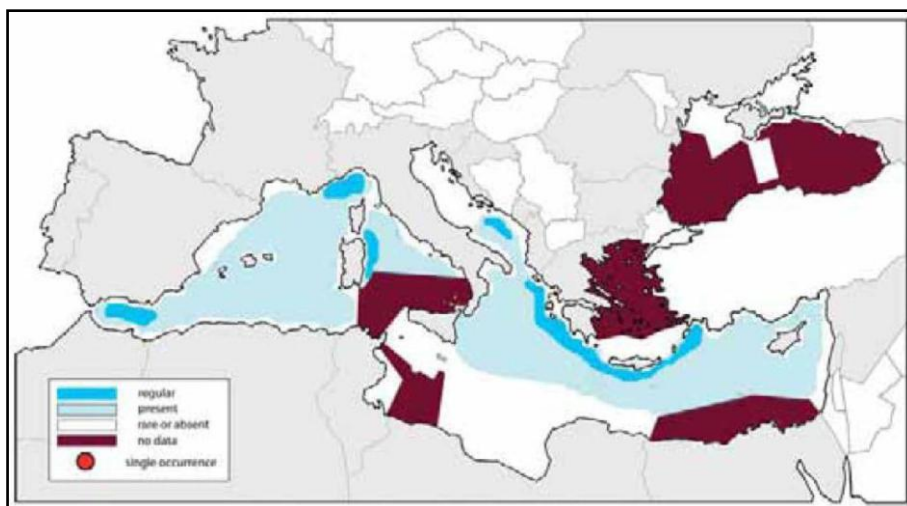 regular
present
rare or absent
no data
single occurrence